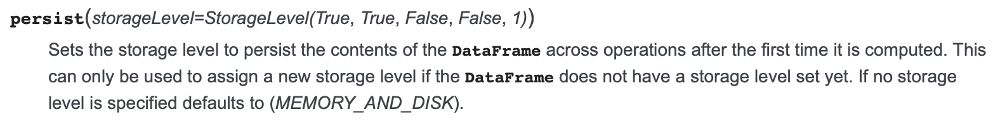 persist(storageLevel=StorageLevel(True, True, False, False, 1))
Sets the storage level to persist the contents of the DataFrame across operations after the first time it is computed. This
can only be used to assign a new storage level if the DataFrame does not have a storage level set yet. If no storage
level is specified defaults to (MEMORY_AND_DISK).